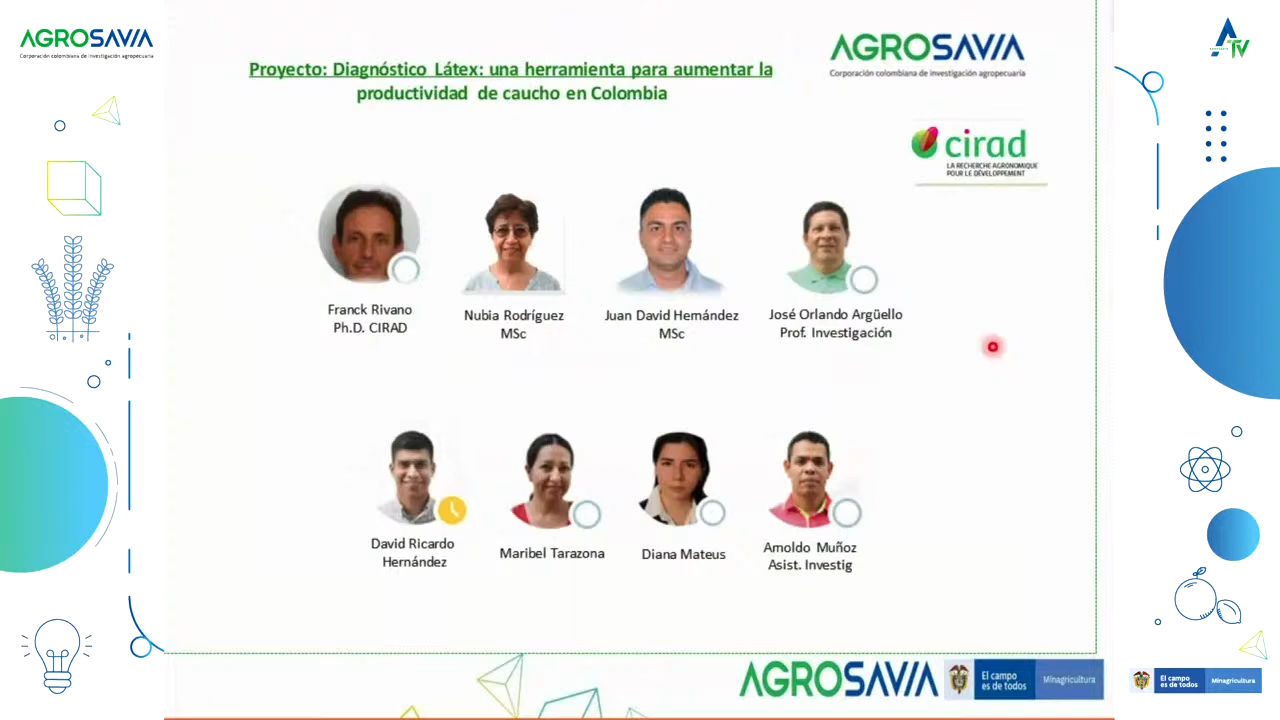 AGROSAVIA
Corporación colombiana de investigación agropecuaria
Proyecto: Diagnóstico Látex: una herramienta para aumentar la
productividad de caucho en Colombia
AGROSAVIA
Corporación colombiana de investigación agropecuaria
TV
cirad
LA RECHERCHE AGRONOMIQUE
POUR LE DÉVELOPPEMENT
Franck Rivano
Ph.D. CIRAD
Nubia Rodríguez
MSc
Juan David Hernández
MSc
José Orlando Argüello
Prof. Investigación
David Ricardo
Hernández
Maribel Tarazona
Diana Mateus
Arnoldo Muñoz
Asist. Investig
AGROSAVIA
El campo
es de todos
Minagricultura
El campo
es de todos
Minagricultura